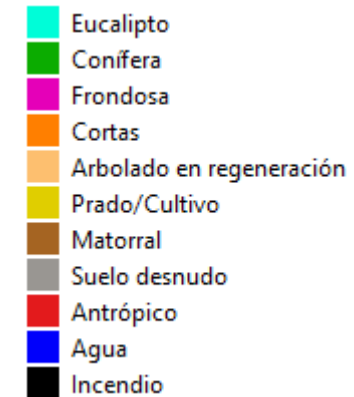 Eucalipto
Conífera
Frondosa
Cortas
Arbolado en regeneración
Prado/Cultivo
Matorral
Suelo desnudo
Antrópico
Agua
Incendio